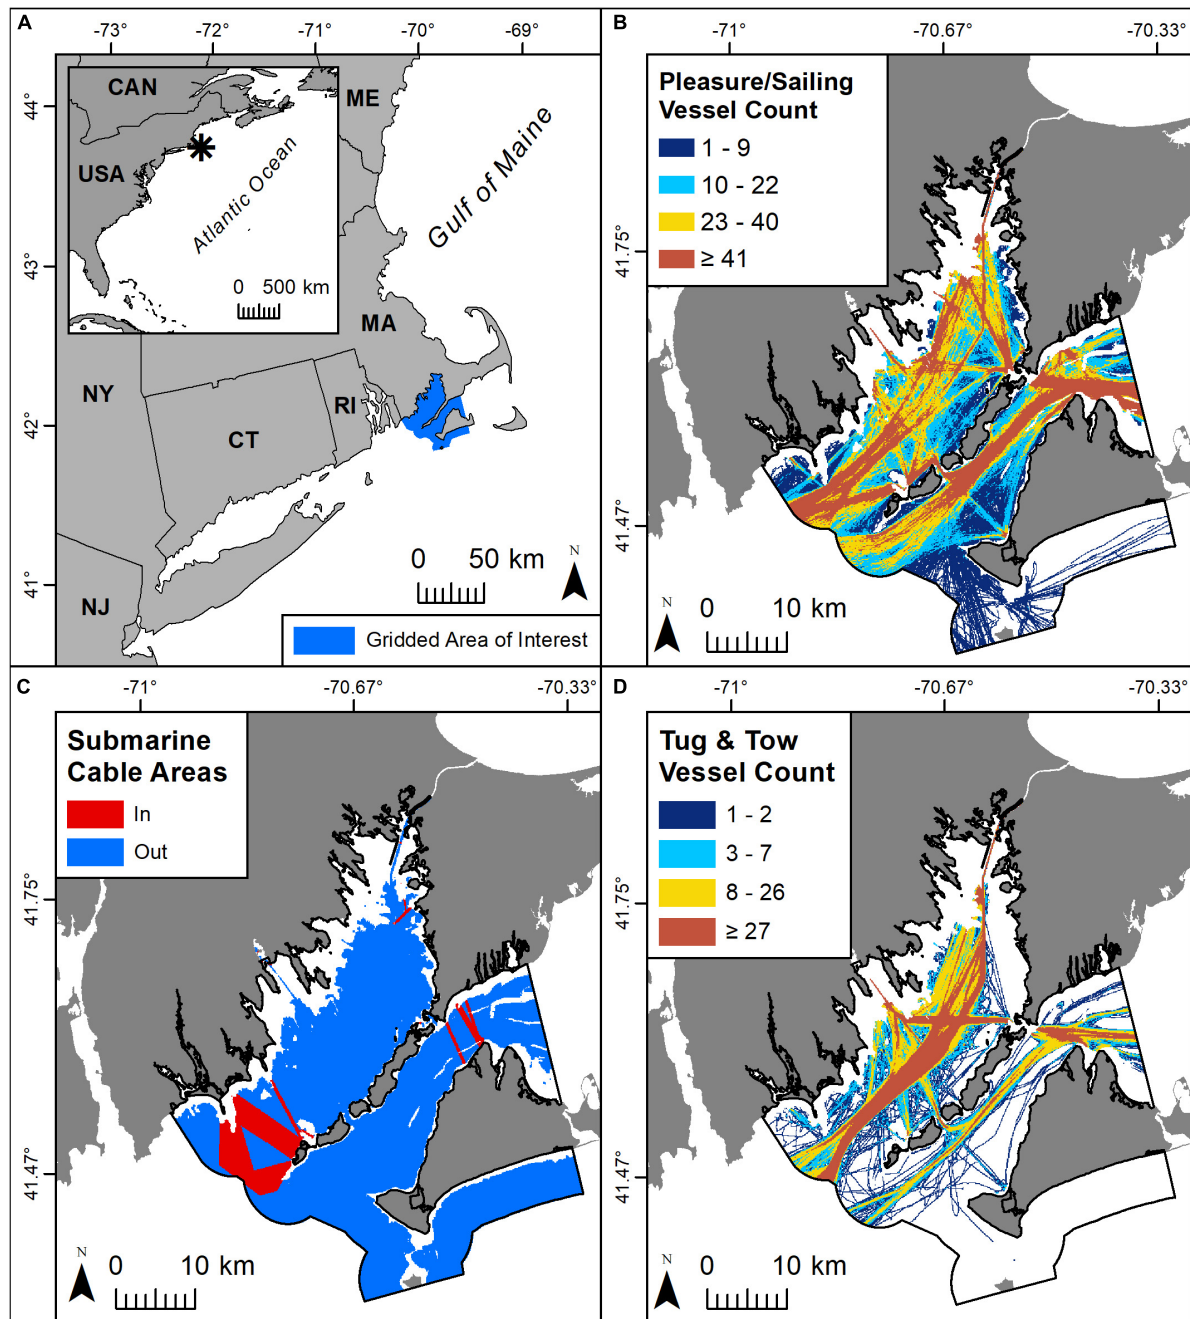 A
-73° -72° -71° -70° -69°
44°
43°
42°
41°
CAN
USA
Atlantic Ocean
0 500 km
ME
Gulf of Maine
MA
NY
CT
RI
NJ
0 50 km
N
Gridded Area of Interest
B
-71° -70.67° -70.33°
41.75°
41.47°
Pleasure/Sailing
Vessel Count
1 - 9
10 - 22
23 - 40
≥ 41
N
0 10 km
C
-71° -70.67° -70.33°
41.75°
41.47°
Submarine
Cable Areas
In
Out
N
0 10 km
D
-71° -70.67° -70.33°
41.75°
41.47°
Tug & Tow
Vessel Count
1 - 2
3 - 7
8 - 26
≥ 27
N
0 10 km